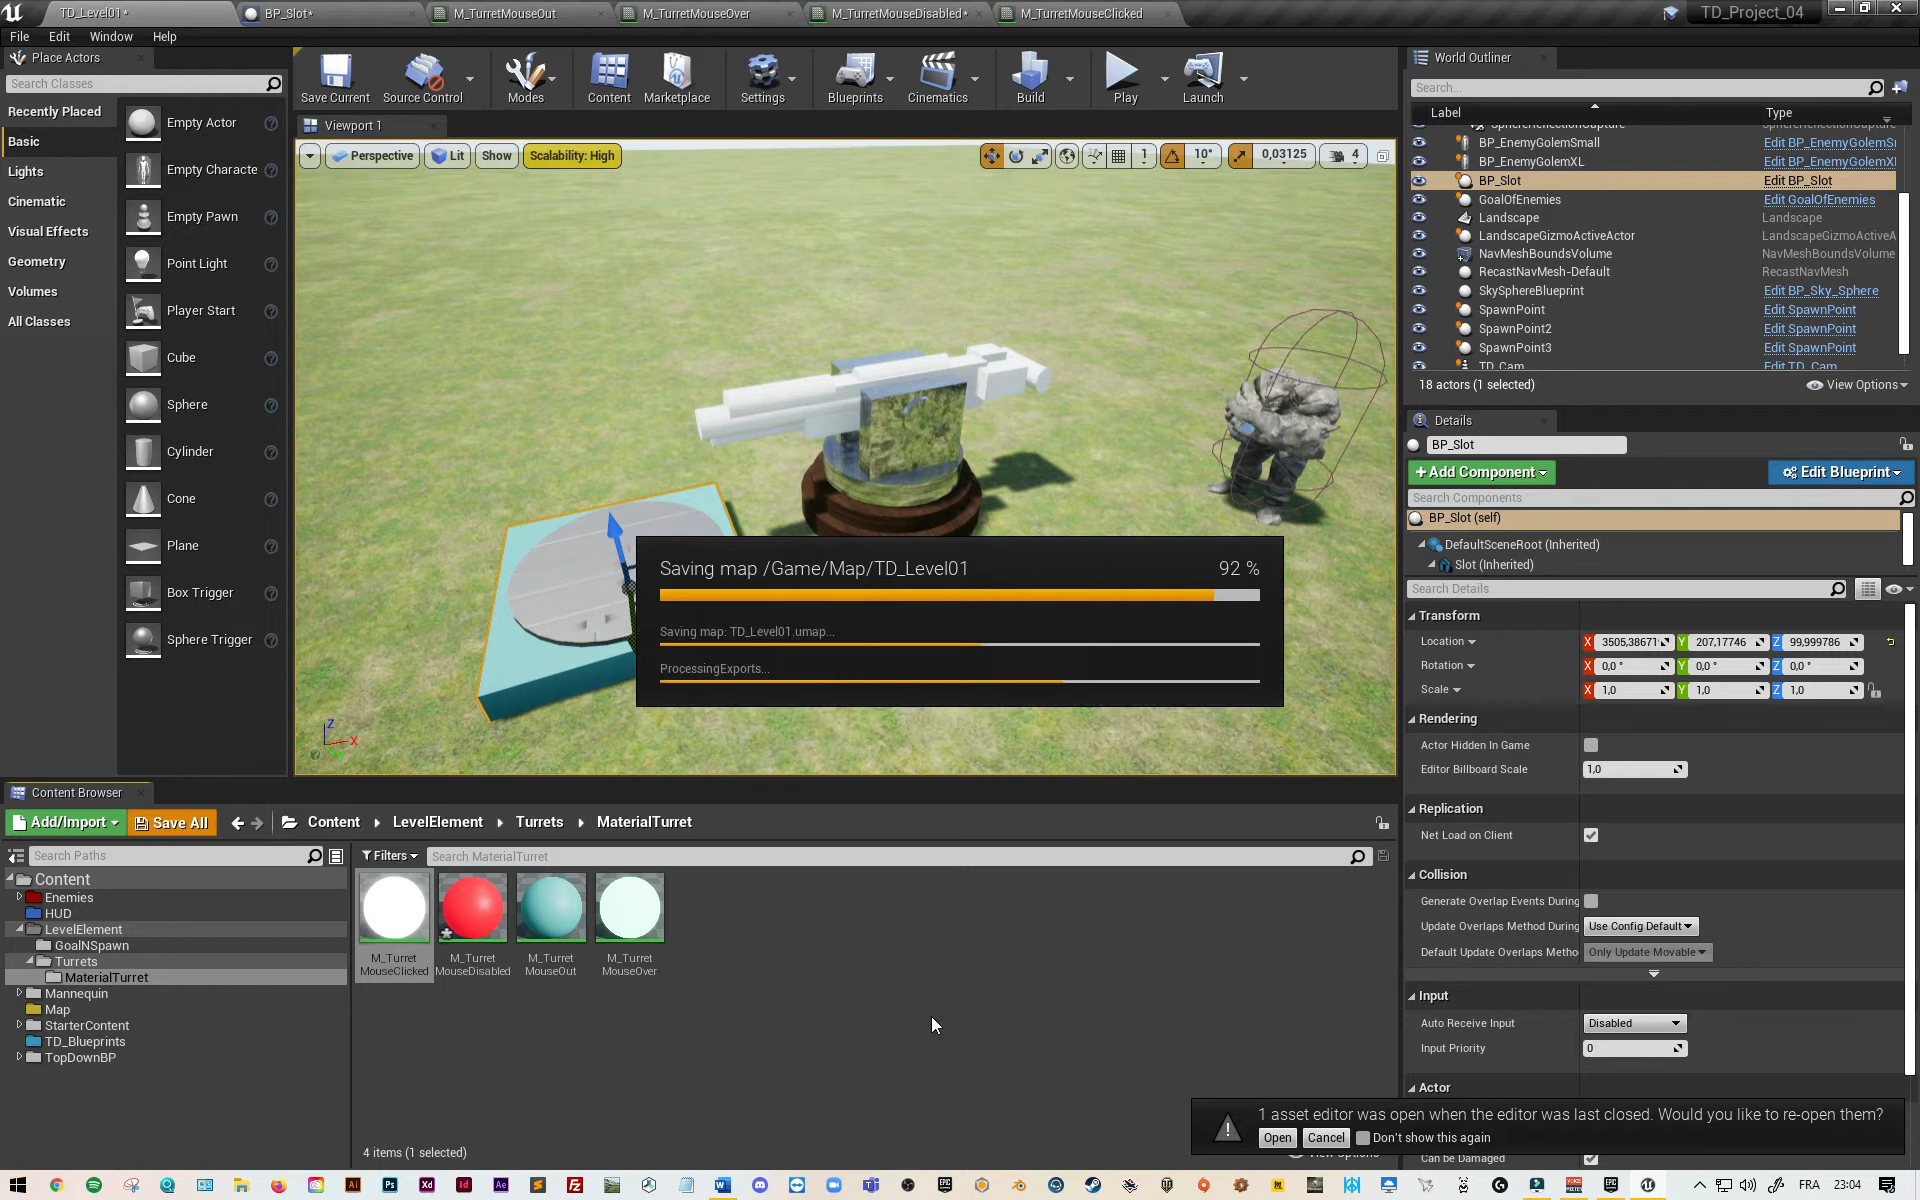 TD_Level01*
BP_Slot*
M_TurretMouseOut
M_TurretMouseOver
M_TurretMouseDisabled*
M_TurretMouseClicked
TD_Project_04
File Edit Window Help
Place Actors
Search Classes
Recently Placed
Basic
Lights
Cinematic
Visual Effects
Geometry
Volumes
All Classes
Empty Actor
Empty Characte
Empty Pawn
Point Light
Player Start
Cube
Sphere
Cylinder
Cone
Plane
Box Trigger
Sphere Trigger
Save Current
Source Control
Modes
Content
Marketplace
Settings
Blueprints
Cinematics
Build
Play
Launch
Viewport 1
Perspective
Lit
Show
Scalability: High
10°
0,03125
4
Saving map /Game/Map/TD_Level01
92 %
Saving map: TD_Level01.umap...
ProcessingExports...
Z
X
World Outliner
Search...
Label
Type
BP_EnemyGolemSmall Edit BP_EnemyGolemS
BP_EnemyGolemXL Edit BP_EnemyGolemXl
BP_Slot Edit BP_Slot
GoalOfEnemies Edit GoalOfEnemies
Landscape Landscape
LandscapeGizmoActiveActor LandscapeGizmoActiveA
NavMeshBoundsVolume NavMeshBoundsVolume
RecastNavMesh-Default RecastNavMesh
SkySphereBlueprint Edit BP_Sky_Sphere
SpawnPoint Edit SpawnPoint
SpawnPoint2 Edit SpawnPoint
SpawnPoint3 Edit SpawnPoint
TD_Cam Edit TD_Cam
18 actors (1 selected)
View Options
Details
BP_Slot
+ Add Component
Edit Blueprint
Search Components
BP_Slot (self)
DefaultSceneRoot (Inherited)
Slot (Inherited)
Search Details
Transform
Location X 3505,3867 Y 207,17746 Z 99,999786
Rotation X 0,0 ° Y 0,0 ° Z 0,0 °
Scale X 1,0 Y 1,0 Z 1,0
Rendering
Actor Hidden In Game
Editor Billboard Scale 1,0
Replication
Net Load on Client
Collision
Generate Overlap Events During
Update Overlaps Method During Use Config Default
Default Update Overlaps Metho Only Update Movable
Input
Auto Receive Input Disabled
Input Priority 0
Actor
Can be Damaged
1 asset editor was open when the editor was last closed. Would you like to re-open them?
Open Cancel Don't show this again
Content Browser
Add/Import
Save All
Content LevelElement Turrets MaterialTurret
Search Paths
Filters
Search MaterialTurret
Content
Enemies
HUD
LevelElement
GoalNSpawn
Turrets
MaterialTurret
Mannequin
Map
StarterContent
TD_Blueprints
TopDownBP
M_Turret
MouseClicked
M_Turret
MouseDisabled
M_Turret
MouseOut
M_Turret
MouseOver
4 items (1 selected)
View Options
Ai
Ps
Xd
Id
Ae
FRA
23:04